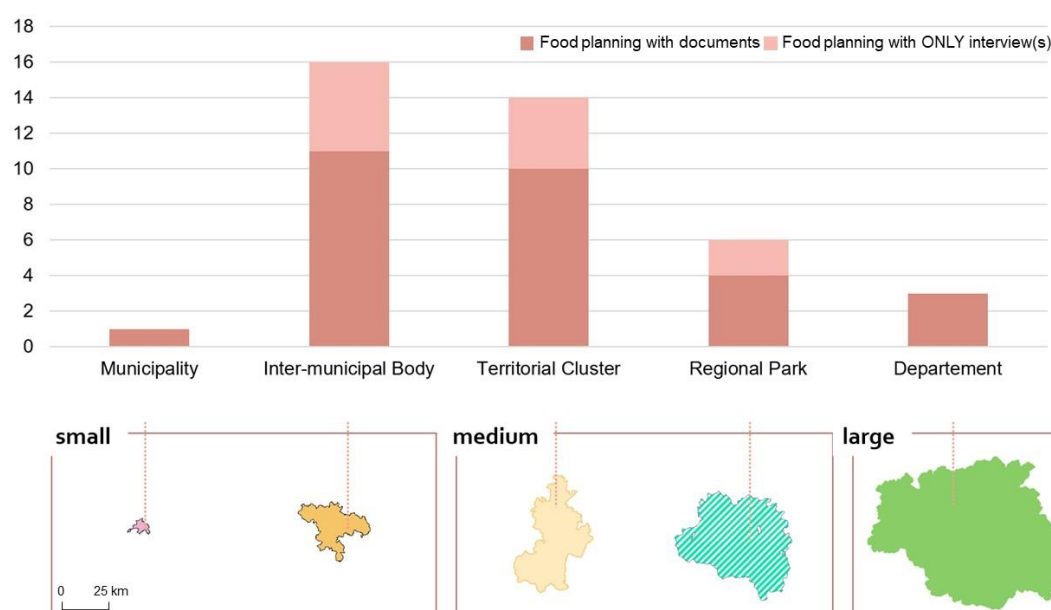 18
Food planning with documents Food planning with ONLY interview(s)
16
14
12
10
8
6
4
2
0
Municipality Inter-municipal Body Territorial Cluster Regional Park Departement
small medium large
0 25 km